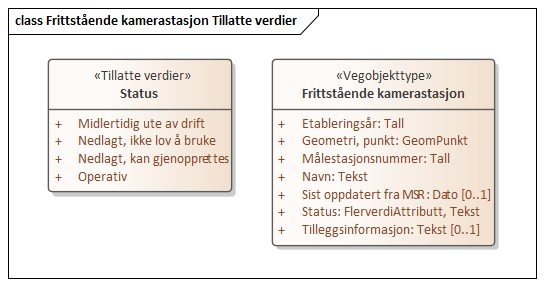 class Frittstående kamerastasjon Tillatte verdier
«Tillatte verdier»
Status
+ Midlertidig ute av drift
+ Nedlagt, ikke lov å bruke
+ Nedlagt, kan gjenopprettes
+ Operativ
«Vegobjekttype»
Frittstående kamerastasjon
+ Etableringsår: Tall
+ Geometri, punkt: GeomPunkt
+ Målestasjonsnummer: Tall
+ Navn: Tekst
+ Sist oppdatert fra MSR: Dato [0..1]
+ Status: FlerverdiAttributt, Tekst
+ Tilleggsinformasjon: Tekst [0..1]